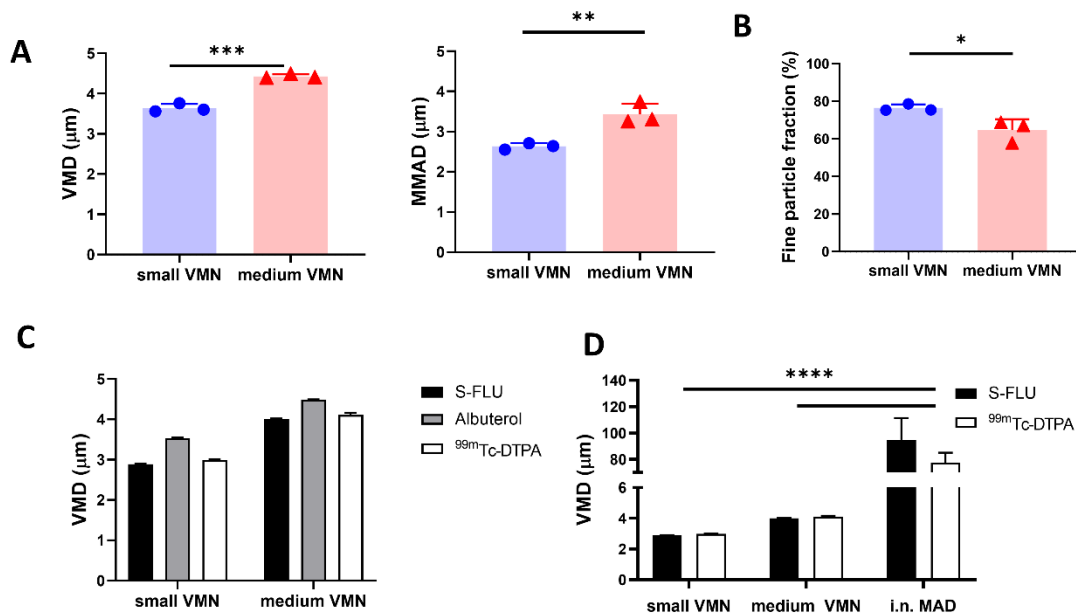 A
VMD (µm)
5
4
3
2
1
0
***
small VMN
medium VMN
MMAD (µm)
5
4
3
2
1
0
**
small VMN
medium VMN
B
Fine particle fraction (%)
100
80
60
40
20
0
*
small VMN
medium VMN
C
VMD (µm)
5
4
3
2
1
0
small VMN
medium VMN
S-FLU
Albuterol
99mTc-DTPA
D
VMD (µm)
140
120
100
80
6
4
2
0
****
small VMN
medium VMN
i.n. MAD
S-FLU
99mTc-DTPA